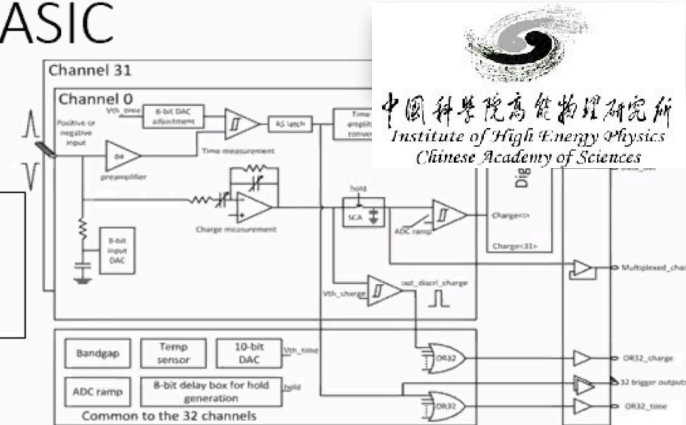 ASIC
Channel 31
Channel 0
中國科學院高能物理研究所
Institute of High Energy Physics
Chinese Academy of Sciences
Vth_time
8-bit DAC
adjustment
RS latch
Time
Positive or
negative
input
Time measurement
preamplifier
Dig
hold
SCA
ADC ramp
Charge measurement
8-bit
input
DAC
Charge<31>
Multiplexed_cha
Vth_charge
out_discri_charge
Bandgap
Temp
sensor
10-bit
DAC
Vth_time
OR32
OR32_charge
ADC ramp
8-bit delay box for hold
generation
hold
32 trigger outputs
OR32
OR32_time
Common to the 32 channels